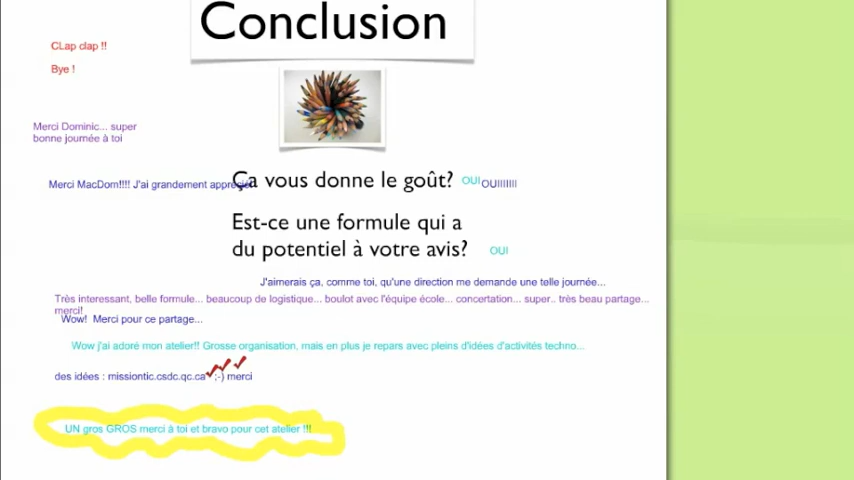 Conclusion
CLap clap !!
Bye !
Merci Dominic... super
bonne journée à toi
Merci MacDom!!!! J'ai grandement apprécié!
Ça vous donne le goût? OUI OUIIIIIII
Est-ce une formule qui a
du potentiel à votre avis? OUI
J'aimerais ça, comme toi, qu'une direction me demande une telle journée...
Très interessant, belle formule... beaucoup de logistique... boulot avec l'équipe école... concertation... super.. très beau partage...
merci!
Wow! Merci pour ce partage...
Wow j'ai adoré mon atelier!! Grosse organisation, mais en plus je repars avec pleins d'idées d'activités techno...
des idées : missiontic.csdc.qc.ca ;-) merci
UN gros GROS merci à toi et bravo pour cet atelier !!!